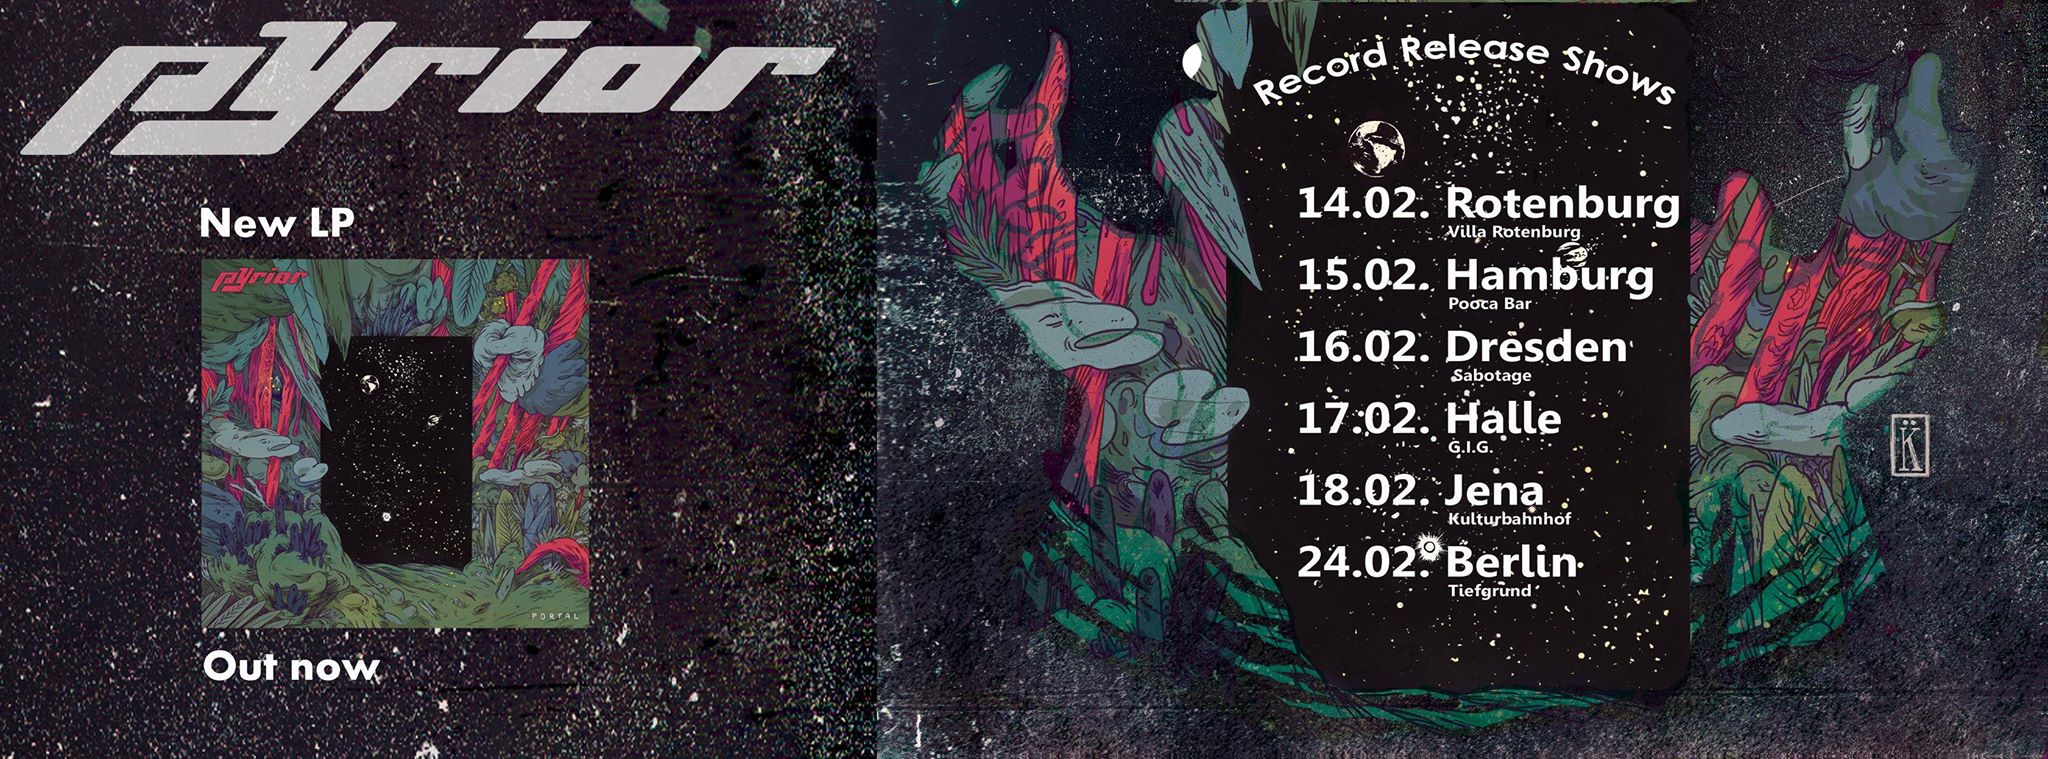 pyrior
New LP
pyrior
PORTAL
Out now
Record Release Shows
14.02. Rotenburg
Villa Rotenburg
15.02. Hamburg
Pooca Bar
16.02. Dresden
Sabotage
17.02. Halle
G.I.G.
18.02. Jena
Kulturbahnhof
24.02. Berlin
Tiefgrund
K̈